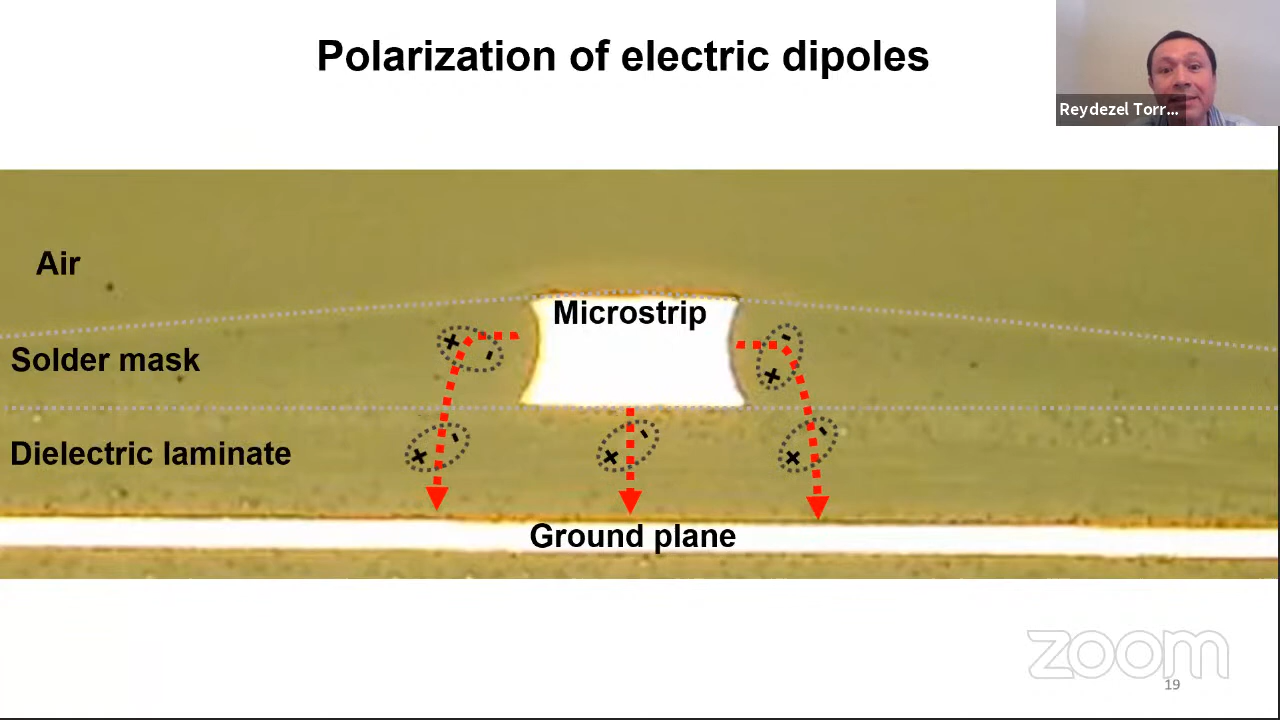 Polarization of electric dipoles
Reydezel Torr...
Air
Microstrip
Solder mask
Dielectric laminate
Ground plane
zoom
19